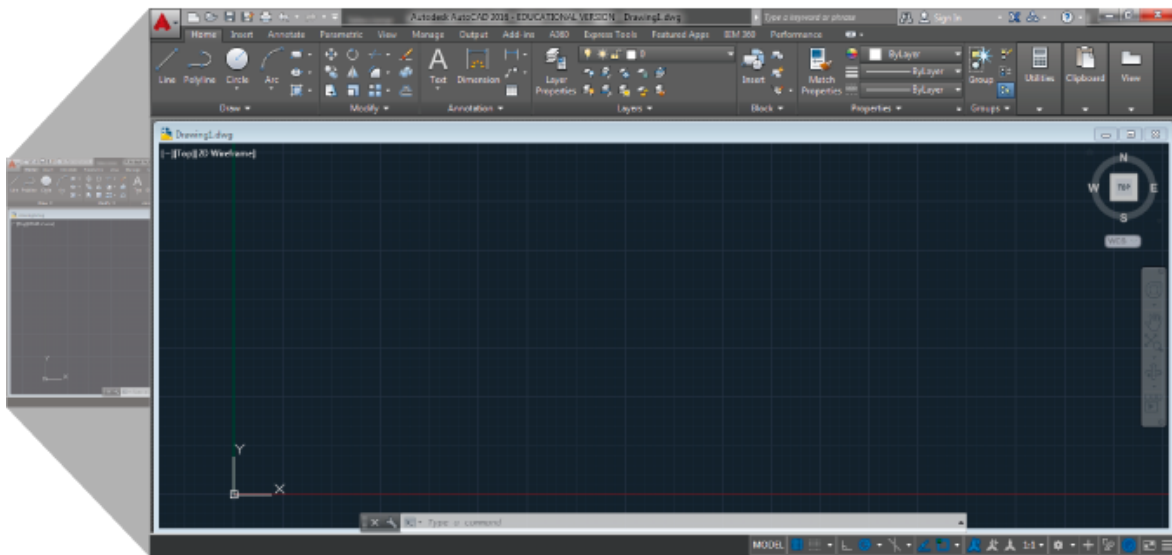 Autodesk AutoCAD 2016 - EDUCATIONAL VERSION Drawing1.dwg Type a keyword or phrase Sign In
Home Insert Annotate Parametric View Manage Output Add-ins A360 Express Tools Featured Apps BIM 360 Performance
Line Polyline Circle Arc Text Dimension Layer Properties 0 Insert Match Properties ByLayer ByLayer ByLayer Group Utilities Clipboard View
Draw Modify Annotation Layers Block Properties Groups
Drawing1.dwg
[-][Top][2D Wireframe]
N
W TOP E
S
WCS
Y
X
Type a command
MODEL 1:1